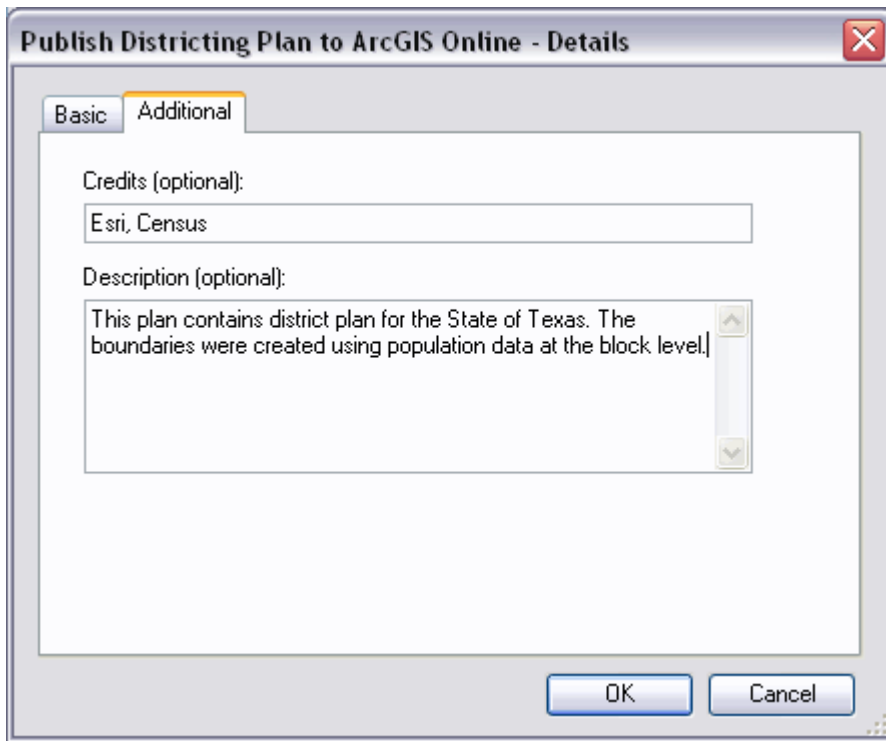 Publish Districting Plan to ArcGIS Online - Details
Basic
Additional
Credits (optional):
Esri, Census
Description (optional):
This plan contains district plan for the State of Texas. The
boundaries were created using population data at the block level.
OK
Cancel